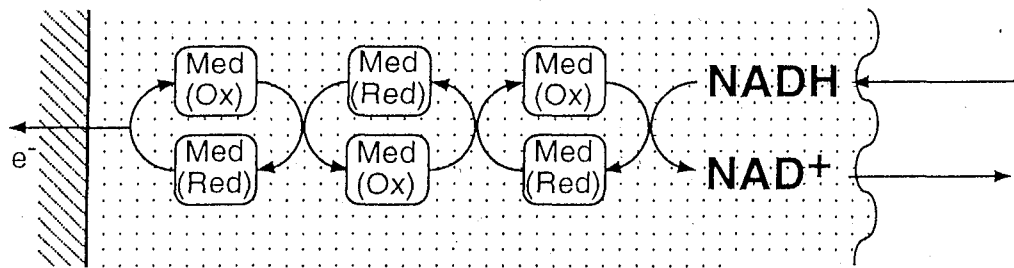 Med
(Ox)
Med
(Red)
Med
(Ox)
NADH
e⁻
Med
(Red)
Med
(Ox)
Med
(Red)
NAD⁺